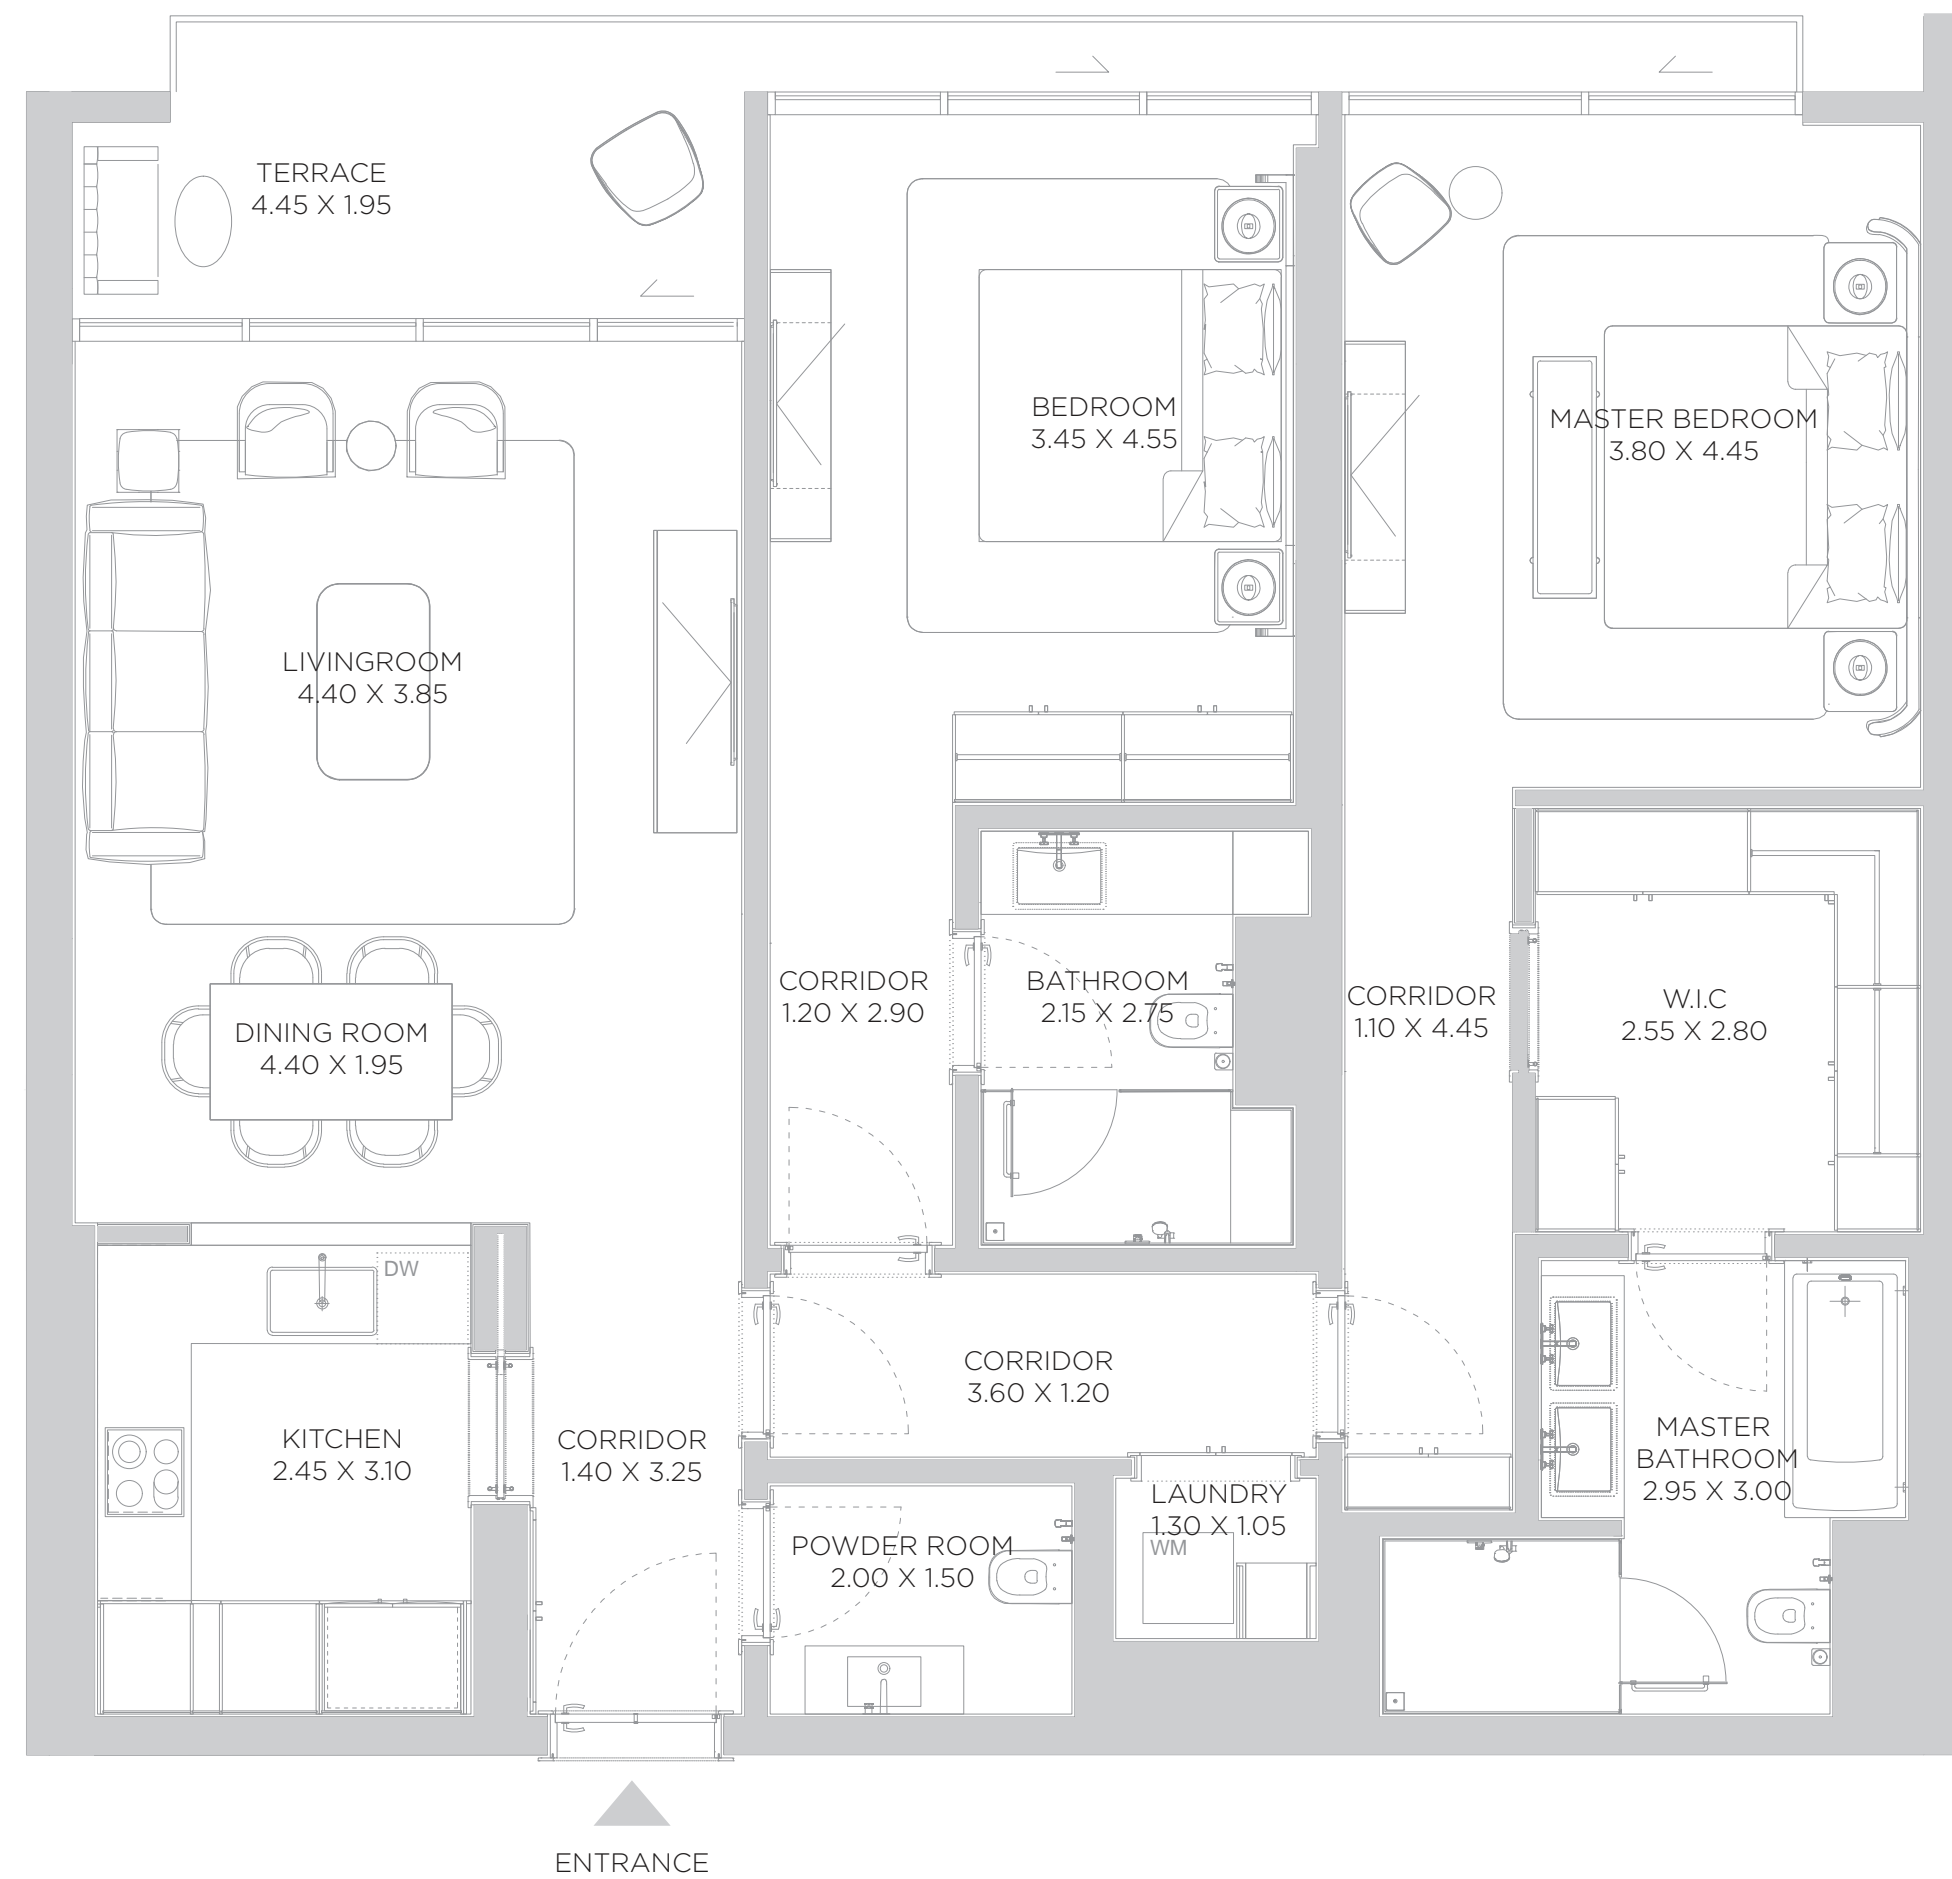 TERRACE
4.45 X 1.95
BEDROOM
3.45 X 4.55
MASTER BEDROOM
3.80 X 4.45
LIVINGROOM
4.40 X 3.85
DINING ROOM
4.40 X 1.95
CORRIDOR
1.20 X 2.90
BATHROOM
2.15 X 2.75
CORRIDOR
1.10 X 4.45
W.I.C
2.55 X 2.80
DW
KITCHEN
2.45 X 3.10
CORRIDOR
1.40 X 3.25
CORRIDOR
3.60 X 1.20
MASTER
BATHROOM
2.95 X 3.00
POWDER ROOM
2.00 X 1.50
LAUNDRY
1.30 X 1.05
WM
ENTRANCE